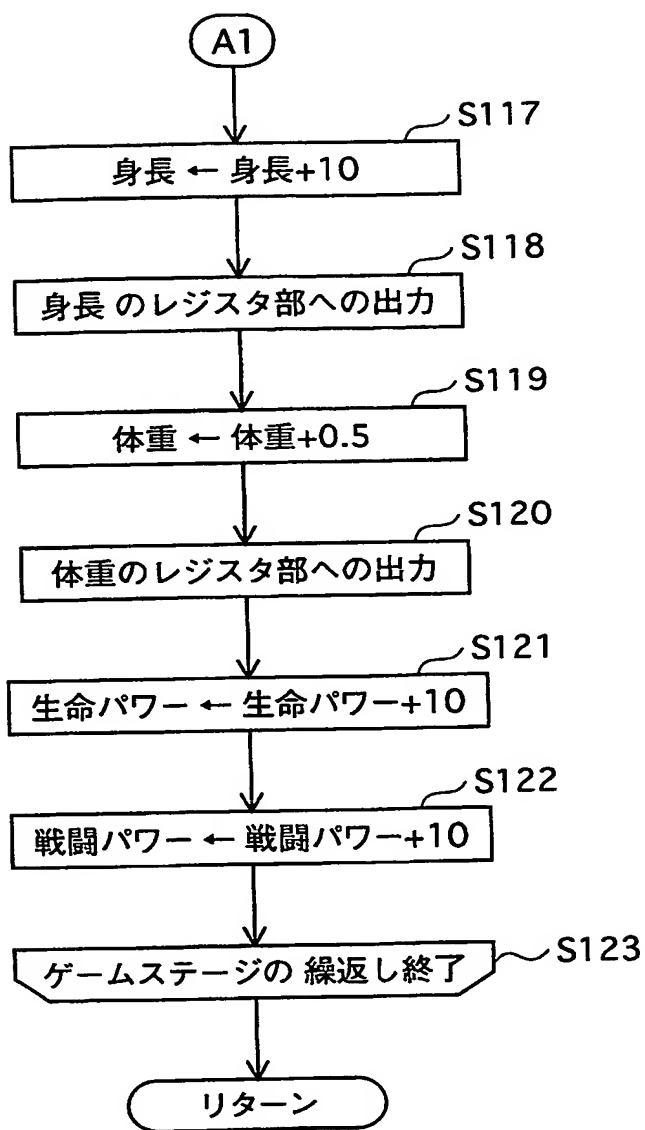 A1
S117
身長 ← 身長+10
S118
身長 のレジスタ部への出力
S119
体重 ← 体重+0.5
S120
体重のレジスタ部への出力
S121
生命パワー ← 生命パワー+10
S122
戦闘パワー ← 戦闘パワー+10
S123
ゲームステージの 繰返し終了
リターン